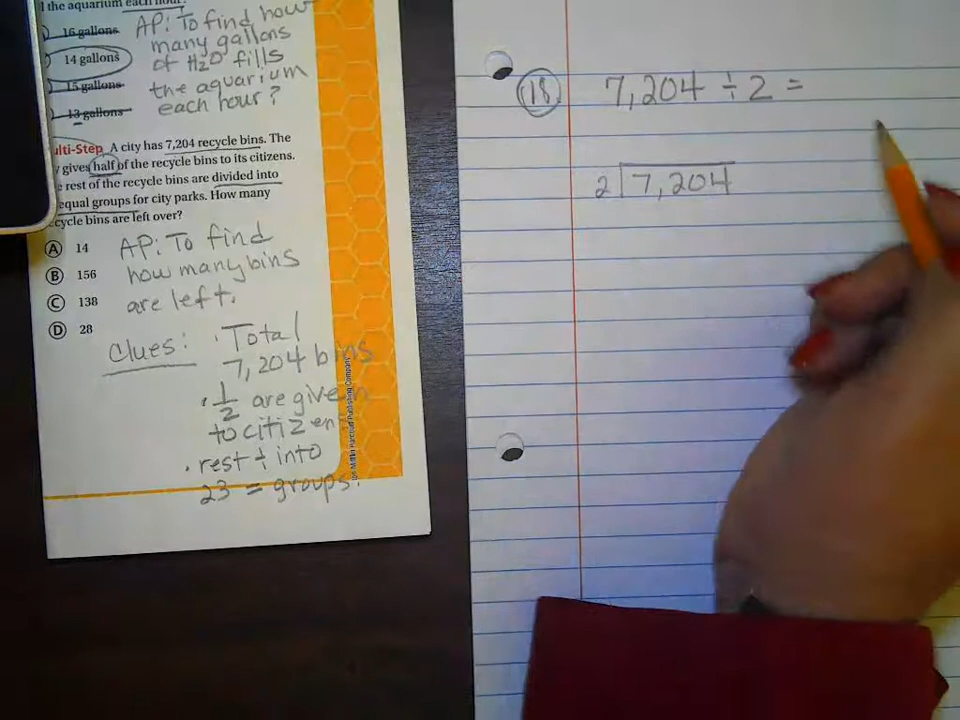 the aquarium each hour?
16 gallons
14 gallons
15 gallons
13 gallons
AP: To find how
many gallons
of H2O fills
the aquarium
each hour?
Multi-Step A city has 7,204 recycle bins. The
gives half of the recycle bins to its citizens.
rest of the recycle bins are divided into
equal groups for city parks. How many
recycle bins are left over?
A 14
B 156
C 138
D 28
AP: To find
how many bins
are left.
Clues: · Total
7,204 bins
· 1/2 are given
to citizen
· rest ÷ into
23 = groups.
Houghton Mifflin Harcourt Publishing Company
18 7,204 ÷ 2 =
2 7,204